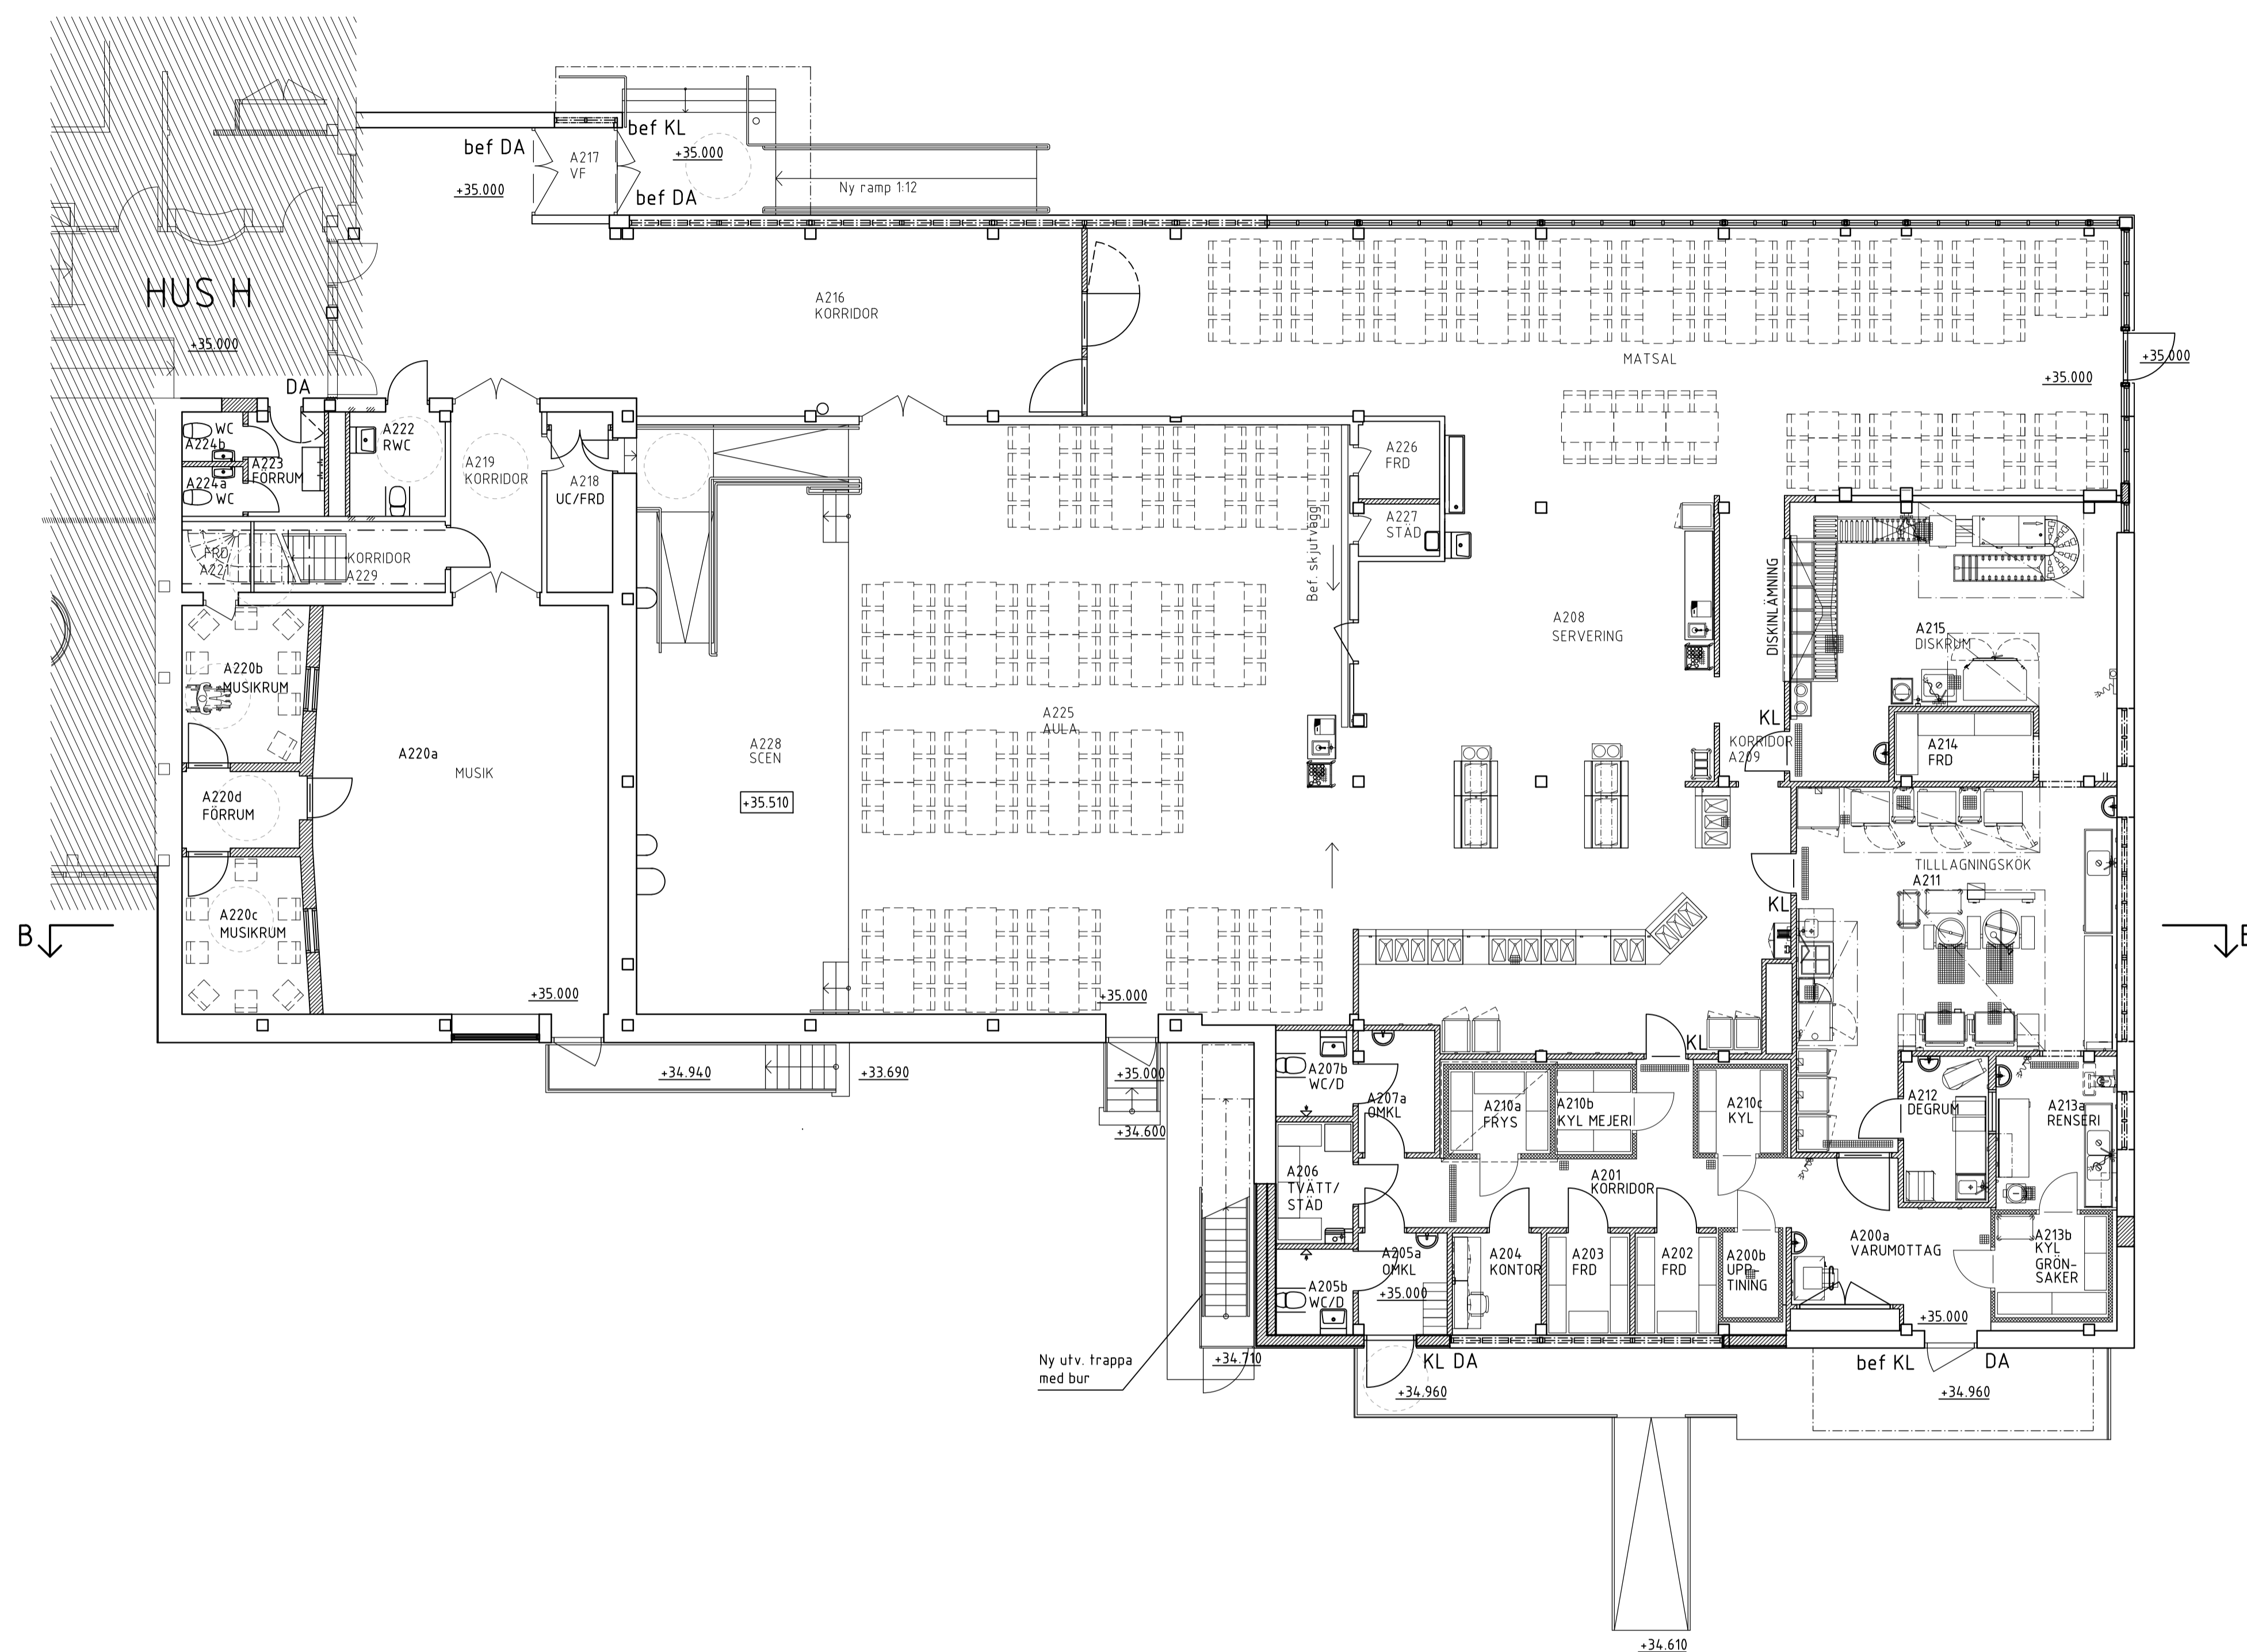 bef KL
bef DA
A217
VF
+35.000
+35.000
Ny ramp 1:12
bef DA
HUS H
+35.000
A216
KORRIDOR
MATSAL
+35.000
+35.000
DA
WC
A224b
A223
FÖRRUM
A224a
WC
A222
RWC
A219
KORRIDOR
A218
UC/FRD
A226
FRD
A227
STÄD
Bef. skjutvägg
FRD
A221
KORRIDOR
A229
DISKINLÄMNING
A208
SERVERING
A215
DISKRUM
A220b
MUSIKRUM
A220a
MUSIK
A228
SCEN
+35.510
A225
AULA
KL
KORRIDOR
A209
A214
FRD
A220d
FÖRRUM
TILLLAGNINGSKÖK
A211
A220c
MUSIKRUM
KL
B
B
+35.000
+35.000
KL
+34.940
+33.690
+35.000
+34.600
A207b
WC/D
A207a
OMKL
A210a
FRYS
A210b
KYL MEJERI
A210c
KYL
A212
DEGRUM
A213a
RENSERI
A206
TVÄTT/
STÄD
A201
KORRIDOR
A205a
OMKL
A205b
WC/D
+35.000
A204
KONTOR
A203
FRD
A202
FRD
A200b
UPP-
TINING
A200a
VARUMOTTAG
A213b
KYL
GRÖN-
SAKER
+35.000
Ny utv. trappa
med bur
+34.710
KL DA
+34.960
bef KL
DA
+34.960
+34.610